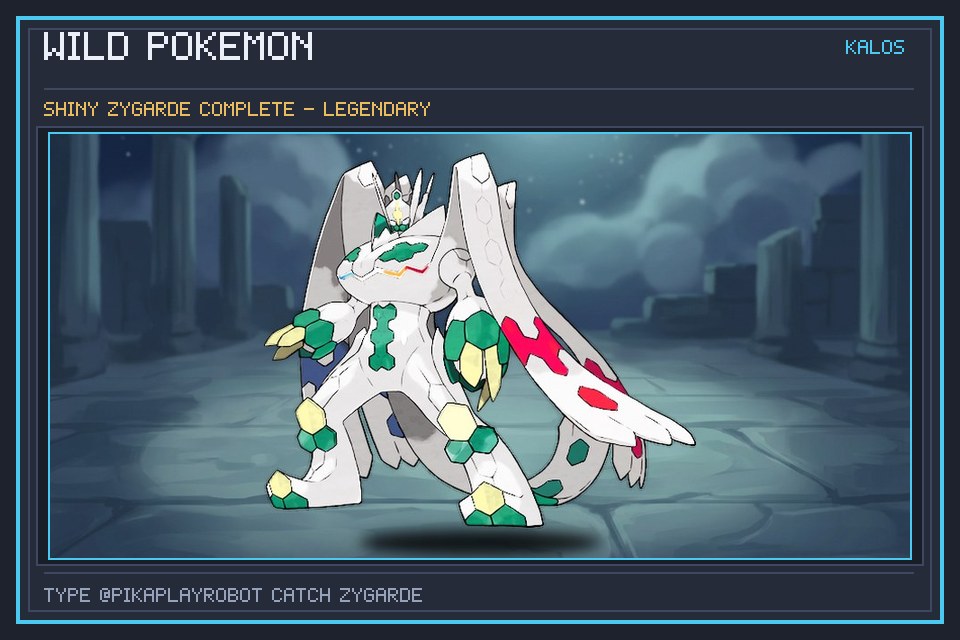 WILD POKEMON
KALOS
SHINY ZYGARDE COMPLETE - LEGENDARY
TYPE @PIKAPLAYROBOT CATCH ZYGARDE